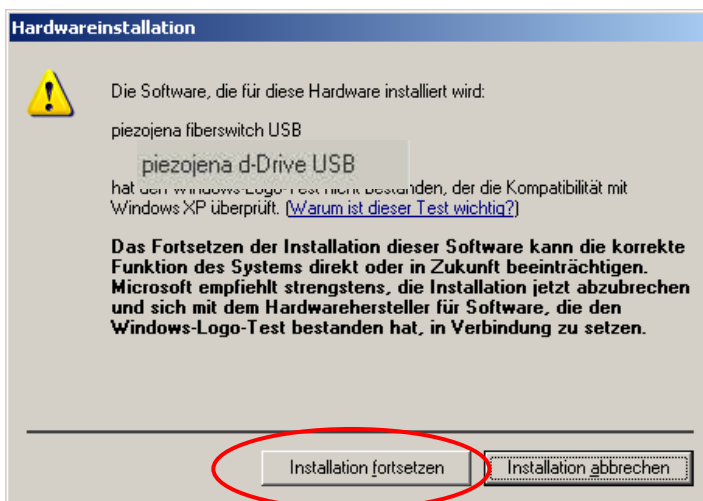 Hardwareinstallation
Die Software, die für diese Hardware installiert wird:
piezojena fiberswitch USB
piezojena d-Drive USB
hat den Windows-Logo-Test nicht bestanden, der die Kompatibilität mit
Windows XP überprüft. (Warum ist dieser Test wichtig?)
Das Fortsetzen der Installation dieser Software kann die korrekte
Funktion des Systems direkt oder in Zukunft beeinträchtigen.
Microsoft empfiehlt strengstens, die Installation jetzt abzubrechen
und sich mit dem Hardwarehersteller für Software, die den
Windows-Logo-Test bestanden hat, in Verbindung zu setzen.
Installation fortsetzen
Installation abbrechen